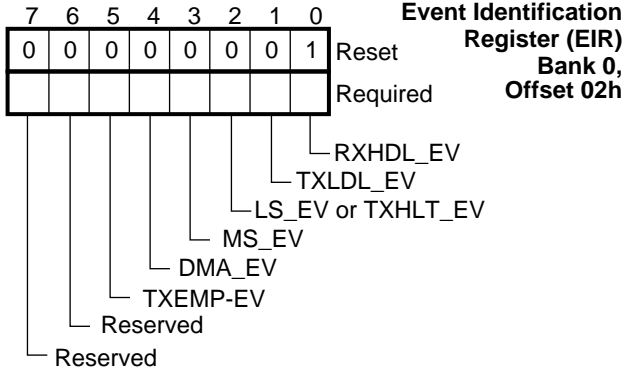 7 6 5 4 3 2 1 0
Event Identification
Register (EIR)
Bank 0,
Offset 02h
0 0 0 0 0 0 0 1 Reset
Required
RXHDL_EV
TXLDL_EV
LS_EV or TXHLT_EV
MS_EV
DMA_EV
TXEMP-EV
Reserved
Reserved